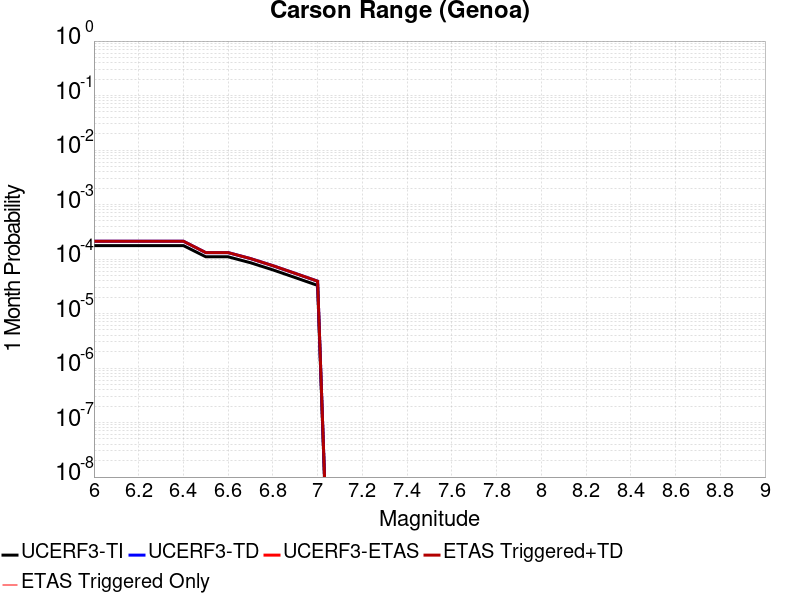 Carson Range (Genoa)
10^0
10^-1
10^-2
10^-3
10^-4
10^-5
10^-6
10^-7
10^-8
1 Month Probability
6 6.2 6.4 6.6 6.8 7 7.2 7.4 7.6 7.8 8 8.2 8.4 8.6 8.8 9
Magnitude
UCERF3-TI UCERF3-TD UCERF3-ETAS ETAS Triggered+TD
ETAS Triggered Only